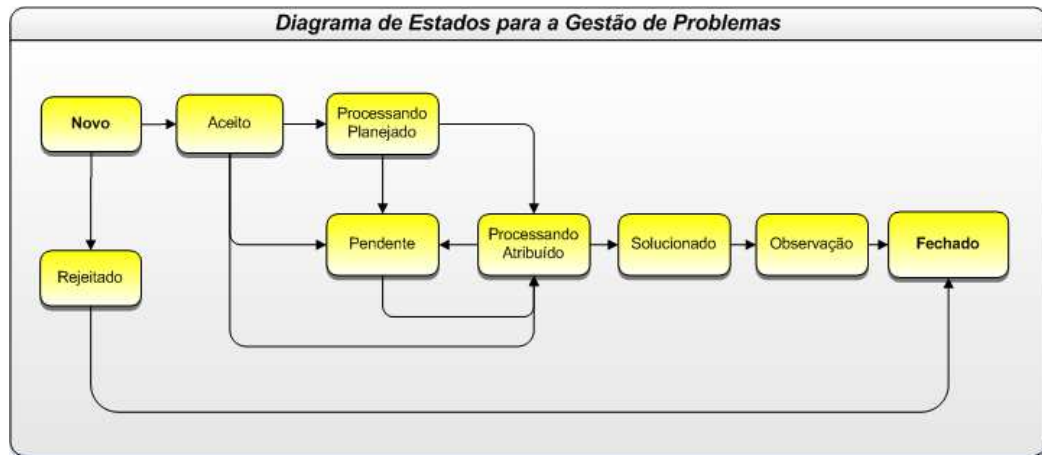 Diagrama de Estados para a Gestão de Problemas
Novo
Aceito
Processando
Planejado
Pendente
Processando
Atribuído
Solucionado
Observação
Fechado
Rejeitado